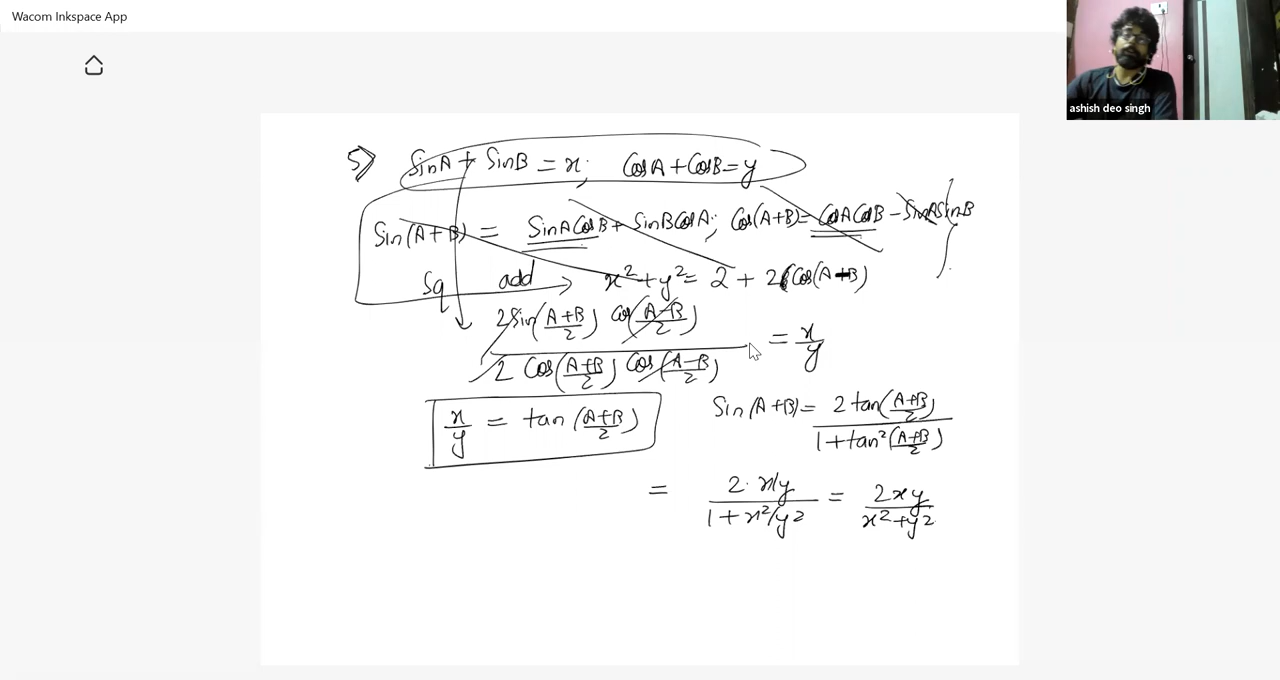 Wacom Inkspace App
ashish deo singh
5) SinA + SinB = x; CosA + CosB = y
Sin(A+B) = SinACosB + SinBCosA; Cos(A+B) = CosACosB - SinASinB
Sq add → x² + y² = 2 + 2(Cos(A-B)
2Sin(A+B/2) Cos(A-B/2) / 2 Cos(A+B/2) Cos(A-B/2) = x/y
x/y = tan(A+B/2)
Sin(A+B) = 2tan(A+B/2) / 1+tan²(A+B/2)
= 2·x/y / 1+x²/y² = 2xy / x²+y²